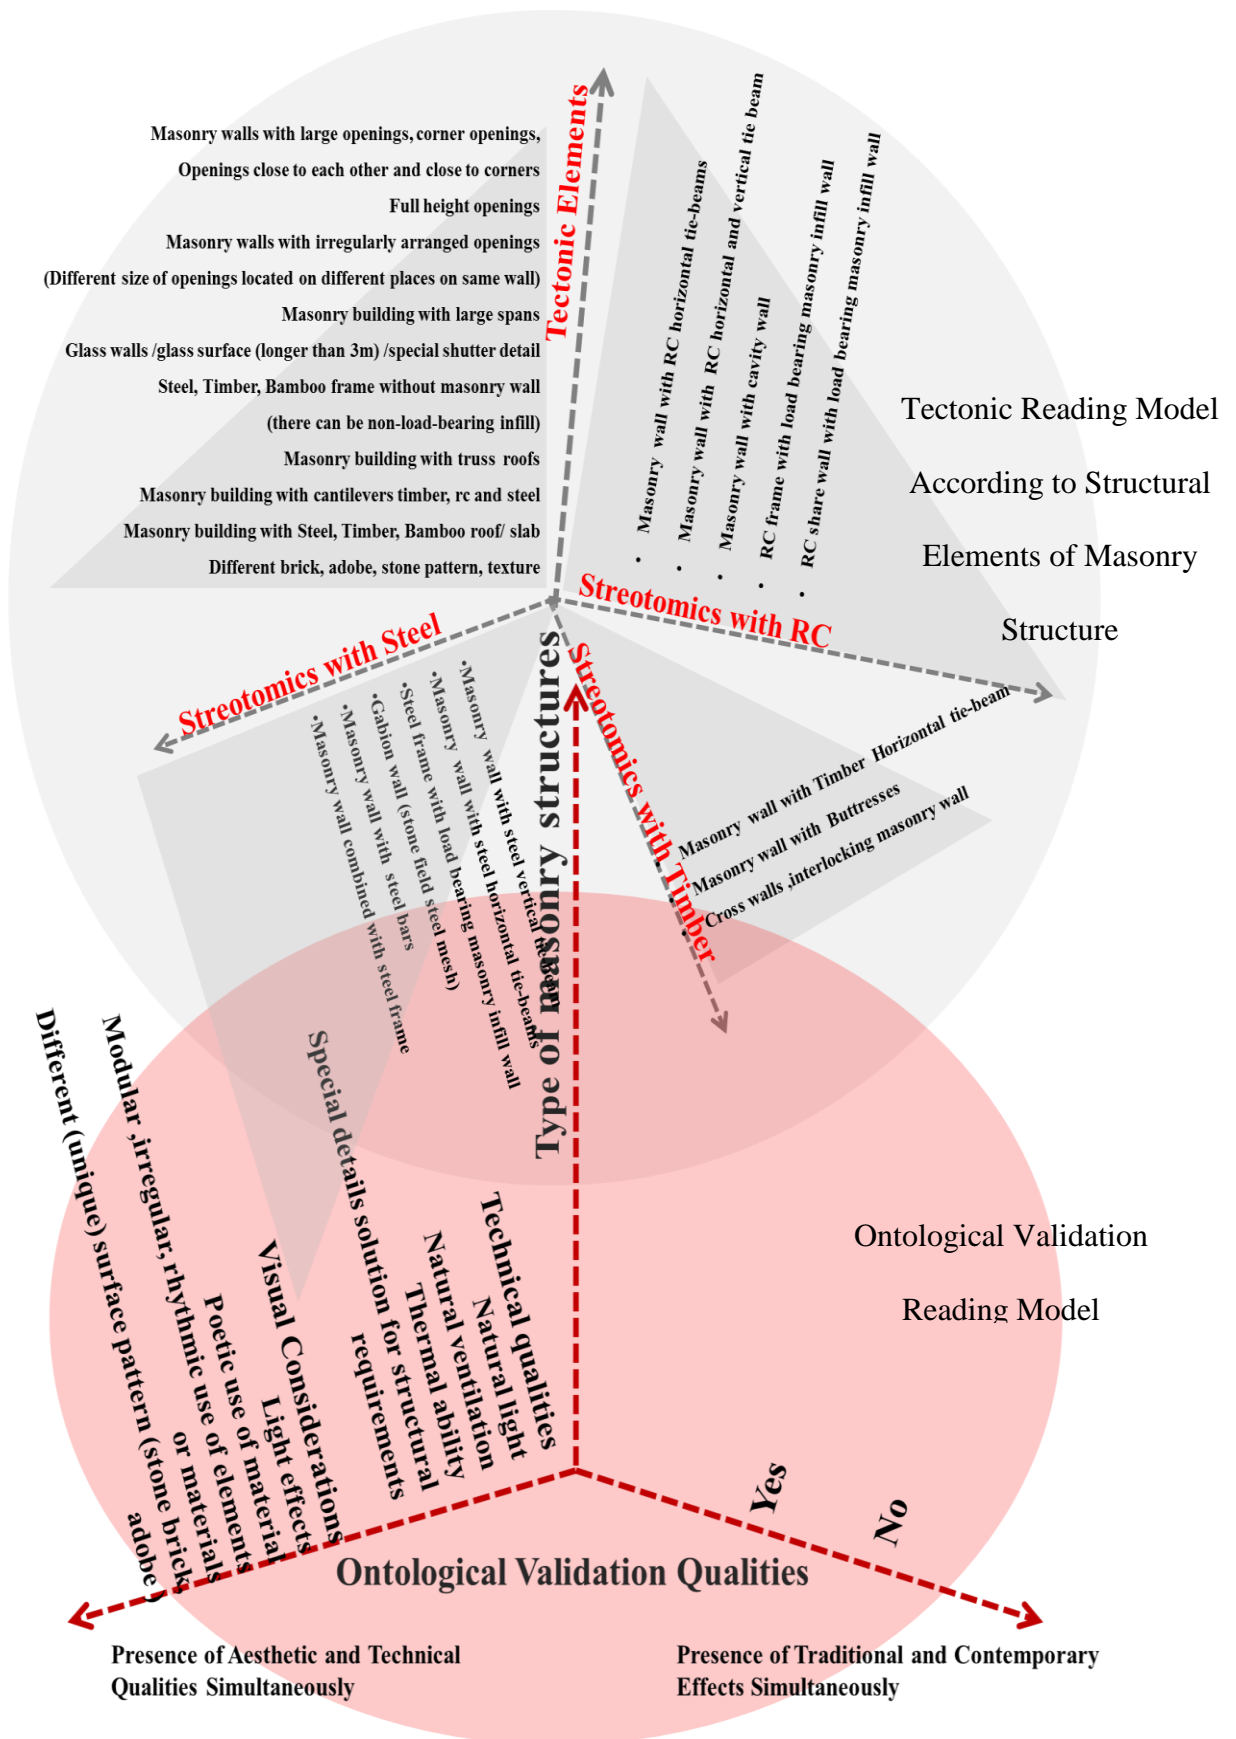 Tectonic Elements
Masonry walls with large openings, corner openings,
Openings close to each other and close to corners
Full height openings
Masonry walls with irregularly arranged openings
(Different size of openings located on different places on same wall)
Masonry building with large spans
Glass walls /glass surface (longer than 3m) /special shutter detail
Steel, Timber, Bamboo frame without masonry wall
(there can be non-load-bearing infill)
Masonry building with truss roofs
Masonry building with cantilevers timber, rc and steel
Masonry building with Steel, Timber, Bamboo roof/ slab
Different brick, adobe, stone pattern, texture
• Masonry wall with RC horizontal tie-beams
• Masonry wall with RC horizontal and vertical tie beam
• Masonry wall with cavity wall
• RC frame with load bearing masonry infill wall
• RC share wall with load bearing masonry infill wall
Streotomics with RC
Tectonic Reading Model
According to Structural
Elements of Masonry
Structure
Streotomics with Steel
•Masonry wall with steel vertical tie-beam
•Masonry wall with steel horizontal tie-beams
•Steel frame with load bearing masonry infill wall
•Gabion wall (stone field steel mesh)
•Masonry wall with steel bars
•Masonry wall combined with steel frame
Type of masonry structures
Streotomics with Timber
• Masonry wall with Timber Horizontal tie-beam
• Masonry wall with Buttresses
• Cross walls ,interlocking masonry wall
Ontological Validation
Reading Model
Technical qualities
Natural light
Natural ventilation
Thermal ability
Special details solution for structural
requirements
Visual Considerations
Light effects
Poetic use of material
Modular ,irregular, rhythmic use of elements
or materials
Different (unique) surface pattern (stone brick,
adobe )
Yes
No
Ontological Validation Qualities
Presence of Aesthetic and Technical
Qualities Simultaneously
Presence of Traditional and Contemporary
Effects Simultaneously